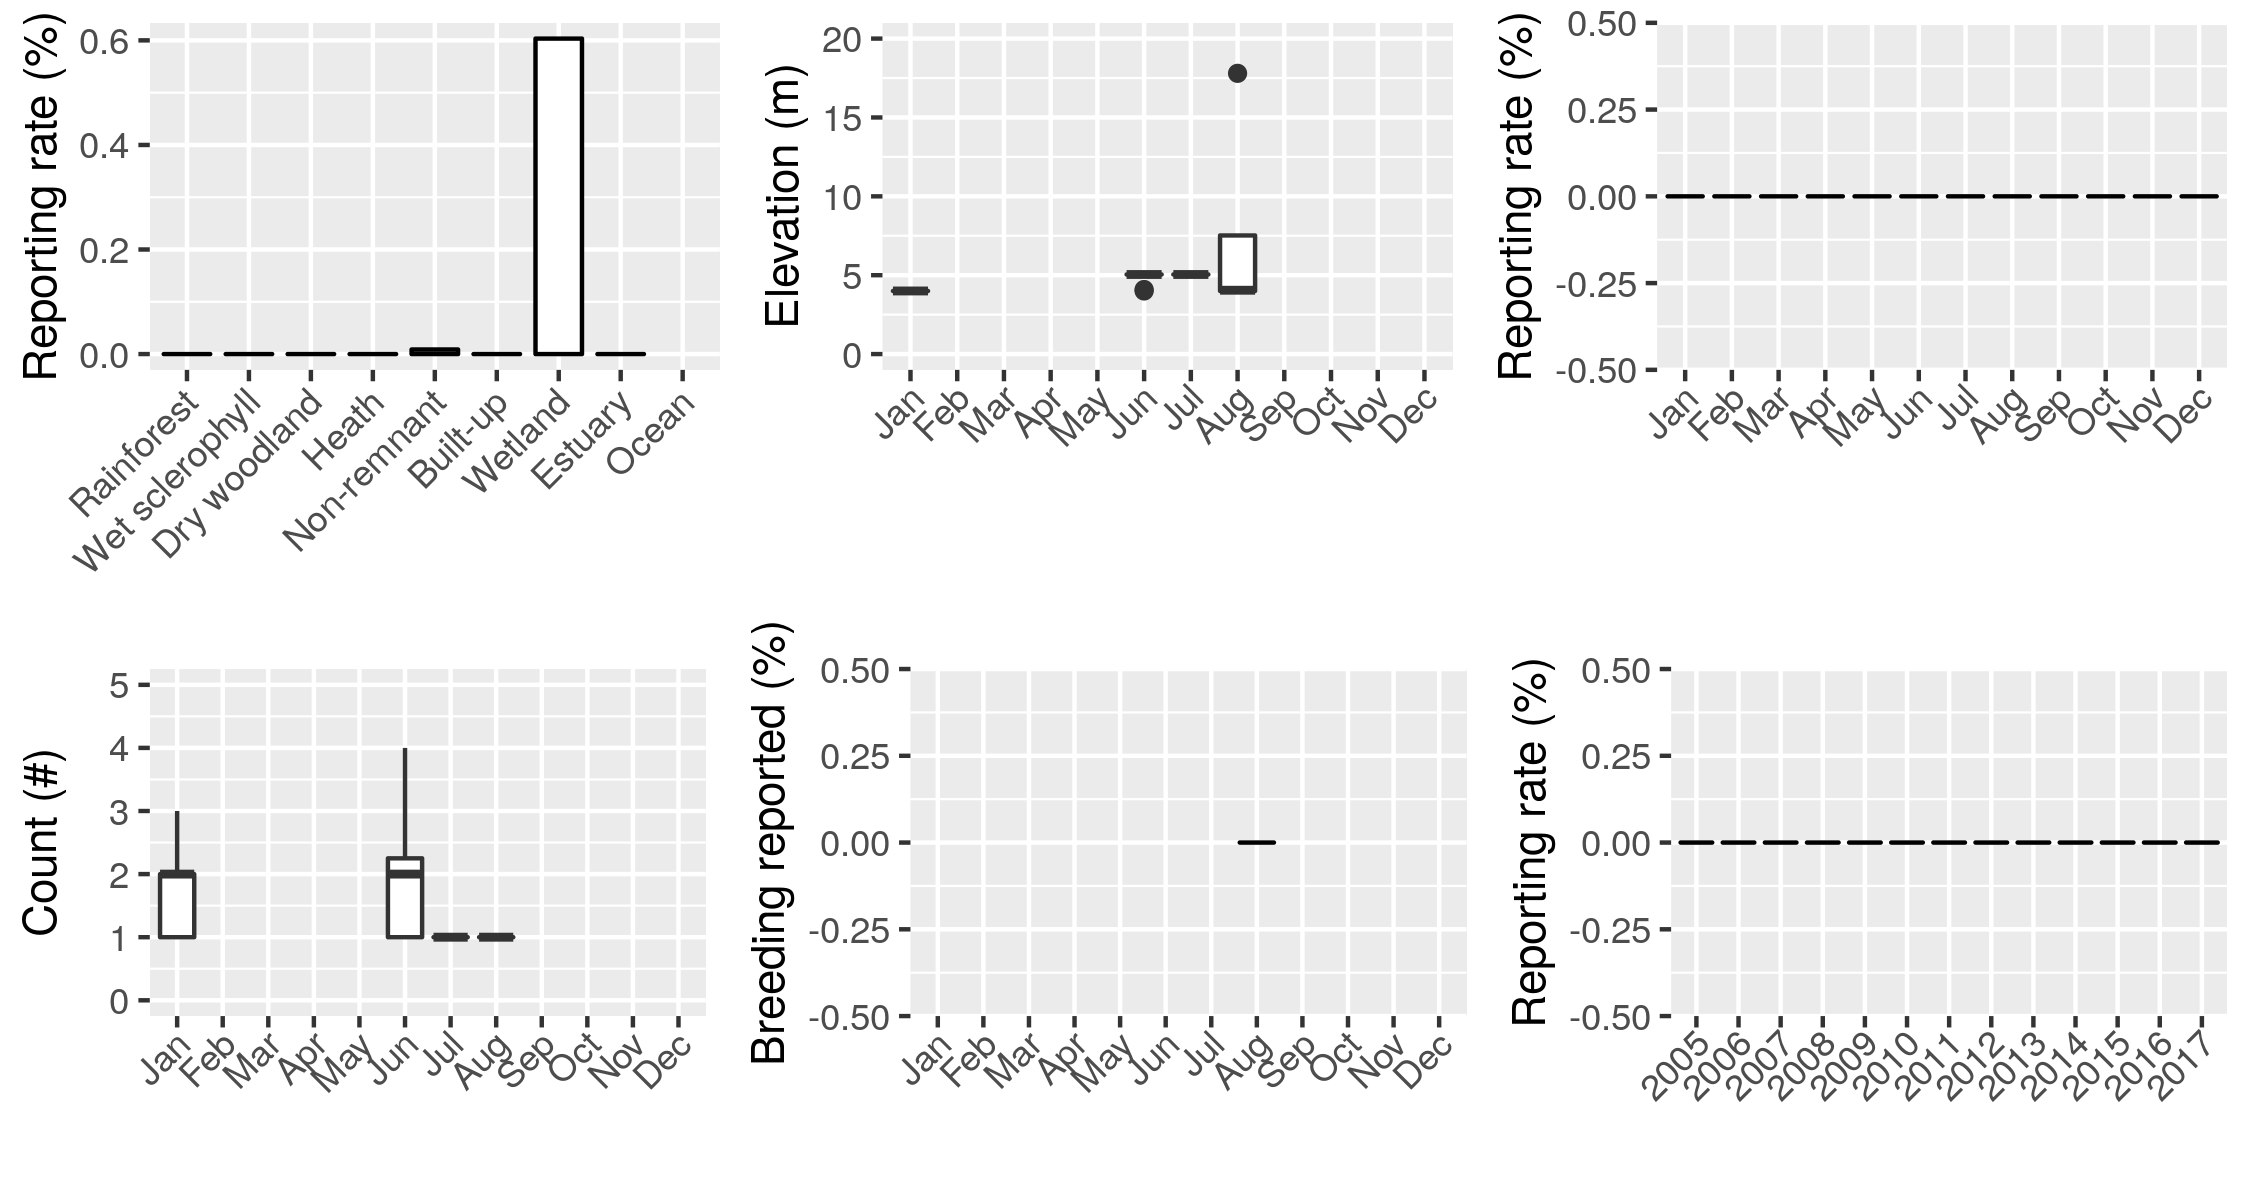 Reporting rate (%)
0.6
0.4
0.2
0.0
Rainforest
Wet sclerophyll
Dry woodland
Heath
Non-remnant
Built-up
Wetland
Estuary
Ocean
Elevation (m)
20
15
10
5
0
Jan Feb Mar Apr May Jun Jul Aug Sep Oct Nov Dec
Reporting rate (%)
0.50
0.25
0.00
-0.25
-0.50
Jan Feb Mar Apr May Jun Jul Aug Sep Oct Nov Dec
Count (#)
5
4
3
2
1
0
Jan Feb Mar Apr May Jun Jul Aug Sep Oct Nov Dec
Breeding reported (%)
0.50
0.25
0.00
-0.25
-0.50
Jan Feb Mar Apr May Jun Jul Aug Sep Oct Nov Dec
Reporting rate (%)
0.50
0.25
0.00
-0.25
-0.50
2005 2006 2007 2008 2009 2010 2011 2012 2013 2014 2015 2016 2017